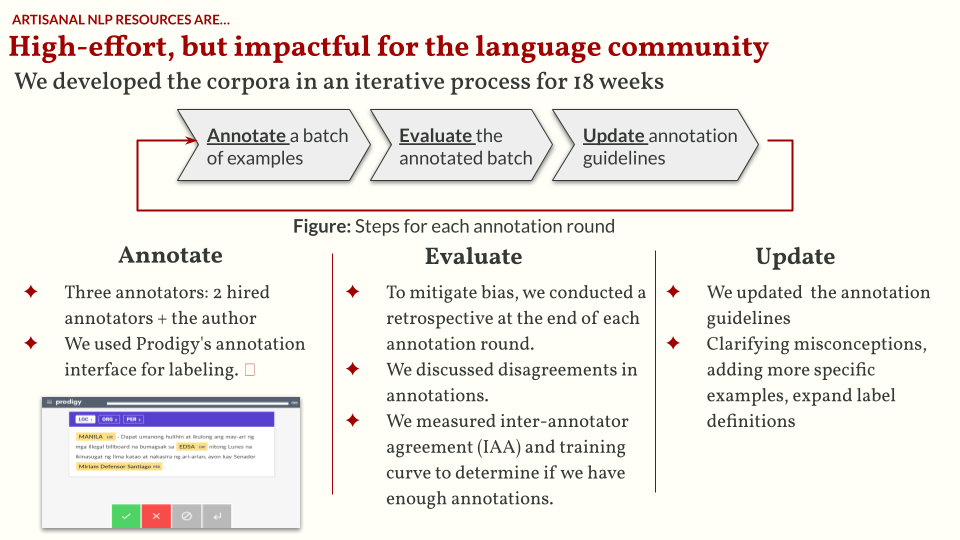 ARTISANAL NLP RESOURCES ARE...
High-effort, but impactful for the language community
We developed the corpora in an iterative process for 18 weeks
Annotate a batch
of examples
Evaluate the
annotated batch
Update annotation
guidelines
Figure: Steps for each annotation round
Annotate
✦ Three annotators: 2 hired
annotators + the author
✦ We used Prodigy's annotation
interface for labeling.
prodigy
LOC 1 ORG 2 PER 3
MANILA LOC - Dapat umanong hulihin at ikulong ang may-ari ng
mga illegal billboard na bumagsak sa EDSA LOC nitong Lunes na
ikinasugat ng lima katao at nakasira ng ari-arian, ayon kay Senador
Miriam Defensor Santiago PER
Evaluate
✦ To mitigate bias, we conducted a
retrospective at the end of each
annotation round.
✦ We discussed disagreements in
annotations.
✦ We measured inter-annotator
agreement (IAA) and training
curve to determine if we have
enough annotations.
Update
✦ We updated the annotation
guidelines
✦ Clarifying misconceptions,
adding more specific
examples, expand label
definitions